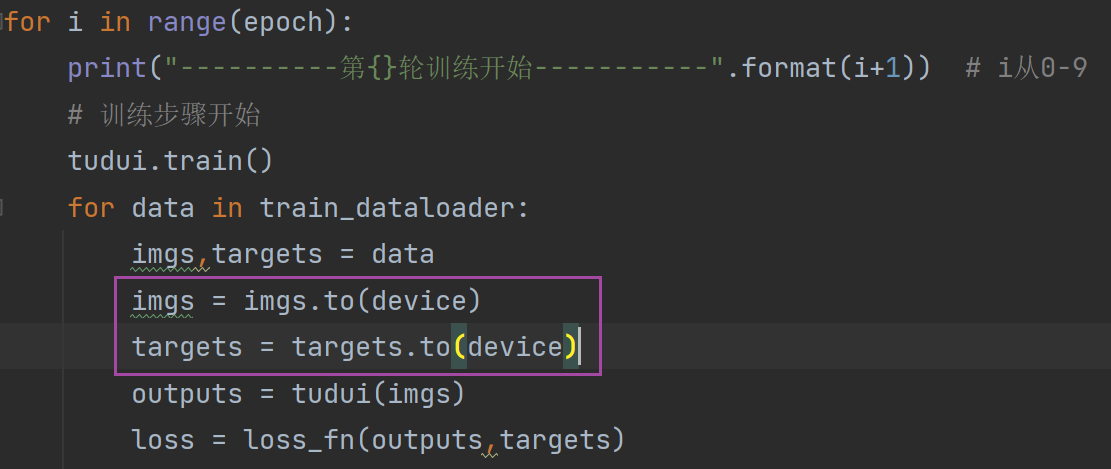 for i in range(epoch):
    print("----------第{}轮训练开始-----------".format(i+1))  # i从0-9
    # 训练步骤开始
    tudui.train()
    for data in train_dataloader:
        imgs,targets = data
        imgs = imgs.to(device)
        targets = targets.to(device)
        outputs = tudui(imgs)
        loss = loss_fn(outputs,targets)